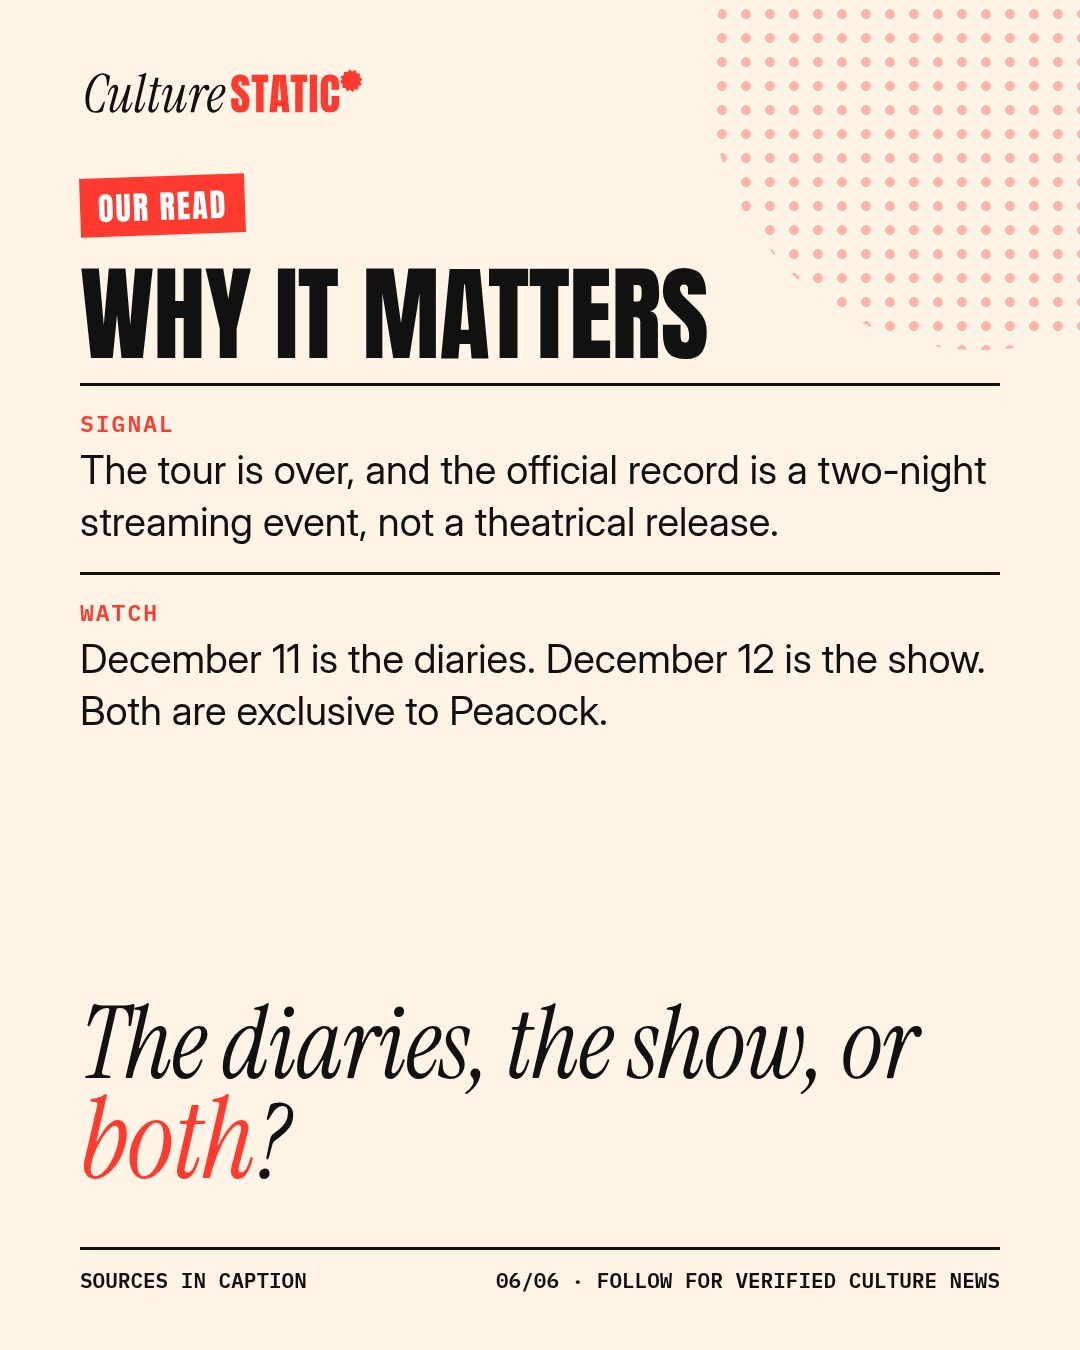 Culture STATIC
OUR READ
WHY IT MATTERS
SIGNAL
The tour is over, and the official record is a two-night
streaming event, not a theatrical release.
WATCH
December 11 is the diaries. December 12 is the show.
Both are exclusive to Peacock.
The diaries, the show, or
both?
SOURCES IN CAPTION
06/06 · FOLLOW FOR VERIFIED CULTURE NEWS